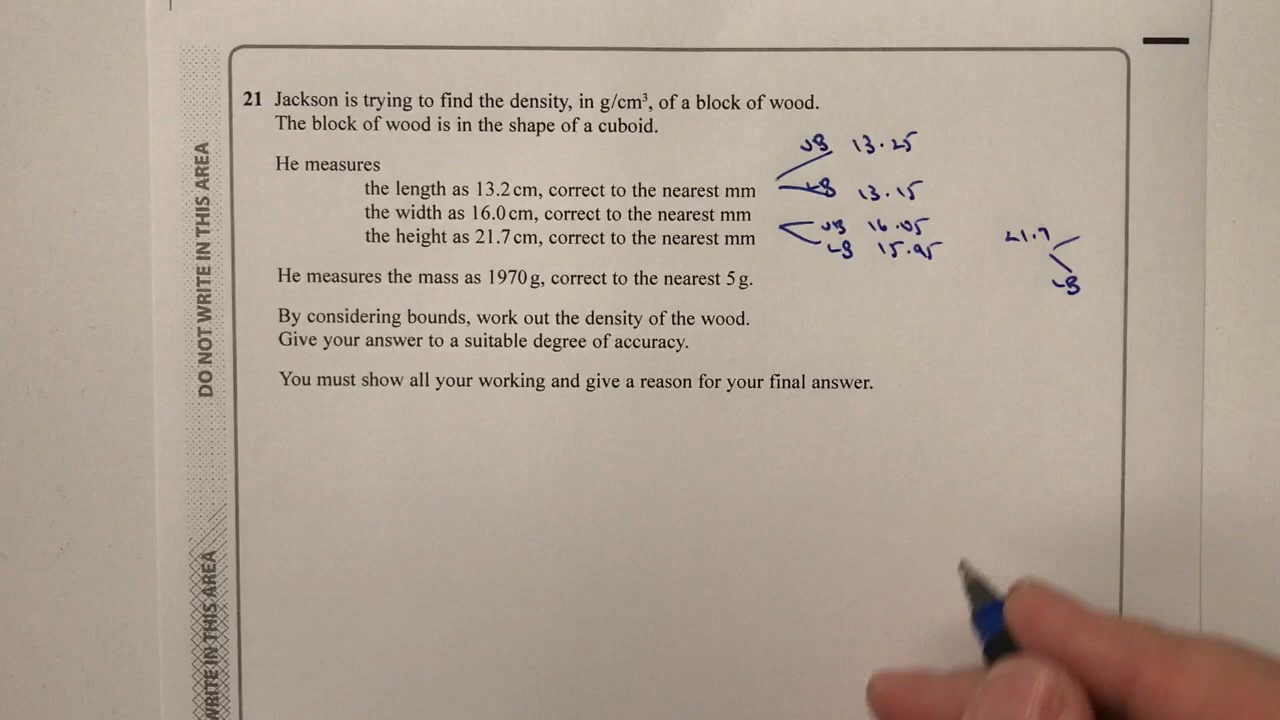 21 Jackson is trying to find the density, in g/cm³, of a block of wood.
The block of wood is in the shape of a cuboid.
He measures
the length as 13.2 cm, correct to the nearest mm
the width as 16.0 cm, correct to the nearest mm
the height as 21.7 cm, correct to the nearest mm
He measures the mass as 1970 g, correct to the nearest 5 g.
By considering bounds, work out the density of the wood.
Give your answer to a suitable degree of accuracy.
You must show all your working and give a reason for your final answer.
UB 13.25
LB 13.15
UB 16.05
LB 15.95
21.7
LB
DO NOT WRITE IN THIS AREA
WRITE IN THIS AREA